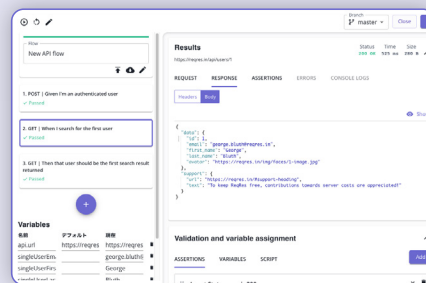 Branch
master
Close
Flow
New API flow
1. POST | Given I'm an authenticated user
✓ Passed
2. GET | When I search for the first user
✓ Passed
3. GET | Then that user should be the first search result
returned
✓ Passed
+
Variables
名前 デフォルト 現在
api.url https://reqres https://reqres
singleUserEm george.bluth@
singleUserFirs George
Results
Status Time Size
https://reqres.in/api/users/1
REQUEST RESPONSE ASSERTIONS ERRORS CONSOLE LOGS
Headers Body
{
"data": {
"id": 1,
"email": "george.bluth@reqres.in",
"first_name": "George",
"last_name": "Bluth",
"avatar": "https://reqres.in/img/faces/1-image.jpg"
},
"support": {
"url": "https://reqres.in/#support-heading",
"text": "To keep ReqRes free, contributions towards server costs are appreciated!"
}
}
Validation and variable assignment
ASSERTIONS VARIABLES SCRIPT
Add